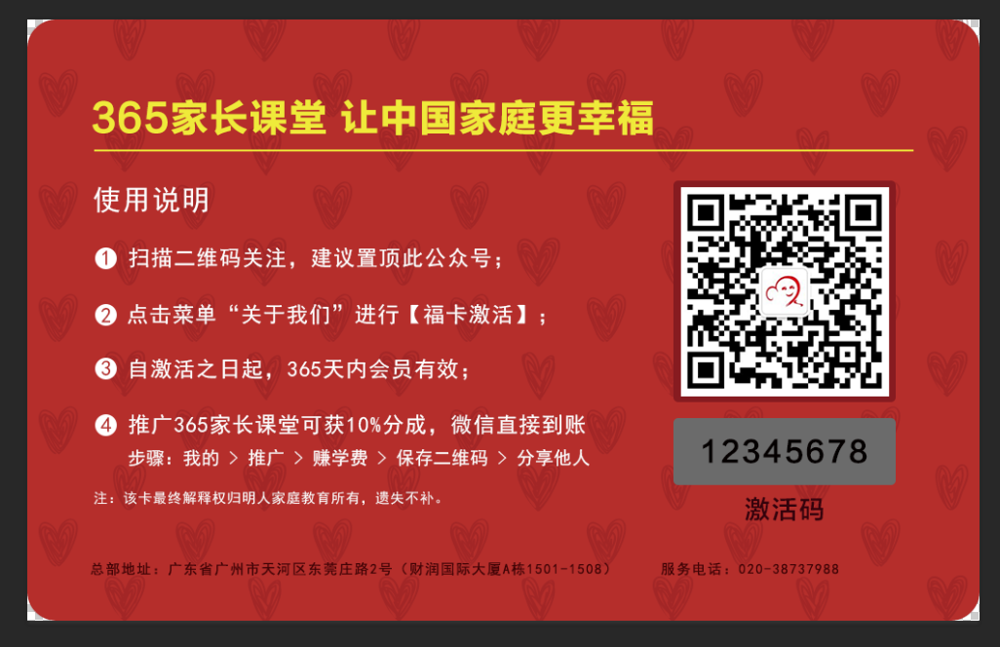 365家长课堂 让中国家庭更幸福
使用说明
① 扫描二维码关注，建议置顶此公众号；
② 点击菜单“关于我们”进行【福卡激活】；
③ 自激活之日起，365天内会员有效；
④ 推广365家长课堂可获10%分成，微信直接到账
步骤：我的 > 推广 > 赚学费 > 保存二维码 > 分享他人
注：该卡最终解释权归明人家庭教育所有，遗失不补。
12345678
激活码
总部地址：广东省广州市天河区东莞庄路2号（财润国际大厦A栋1501-1508）
服务电话：020-38737988